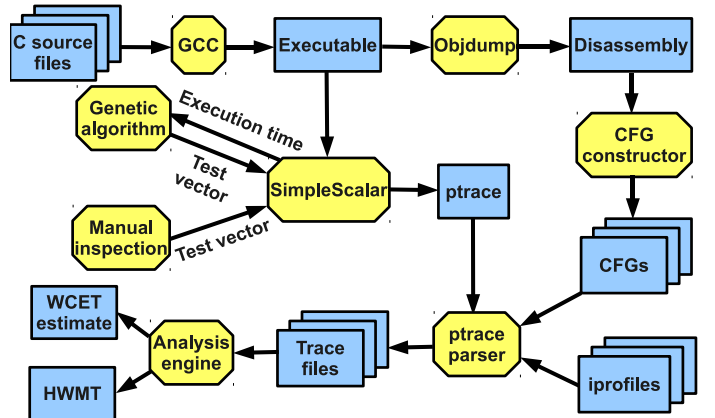 C source
files
GCC
Executable
Objdump
Disassembly
Genetic
algorithm
Execution time
Test
vector
CFG
constructor
SimpleScalar
ptrace
Manual
inspection
Test vector
CFGs
WCET
estimate
Analysis
engine
Trace
files
ptrace
parser
HWMT
iprofiles